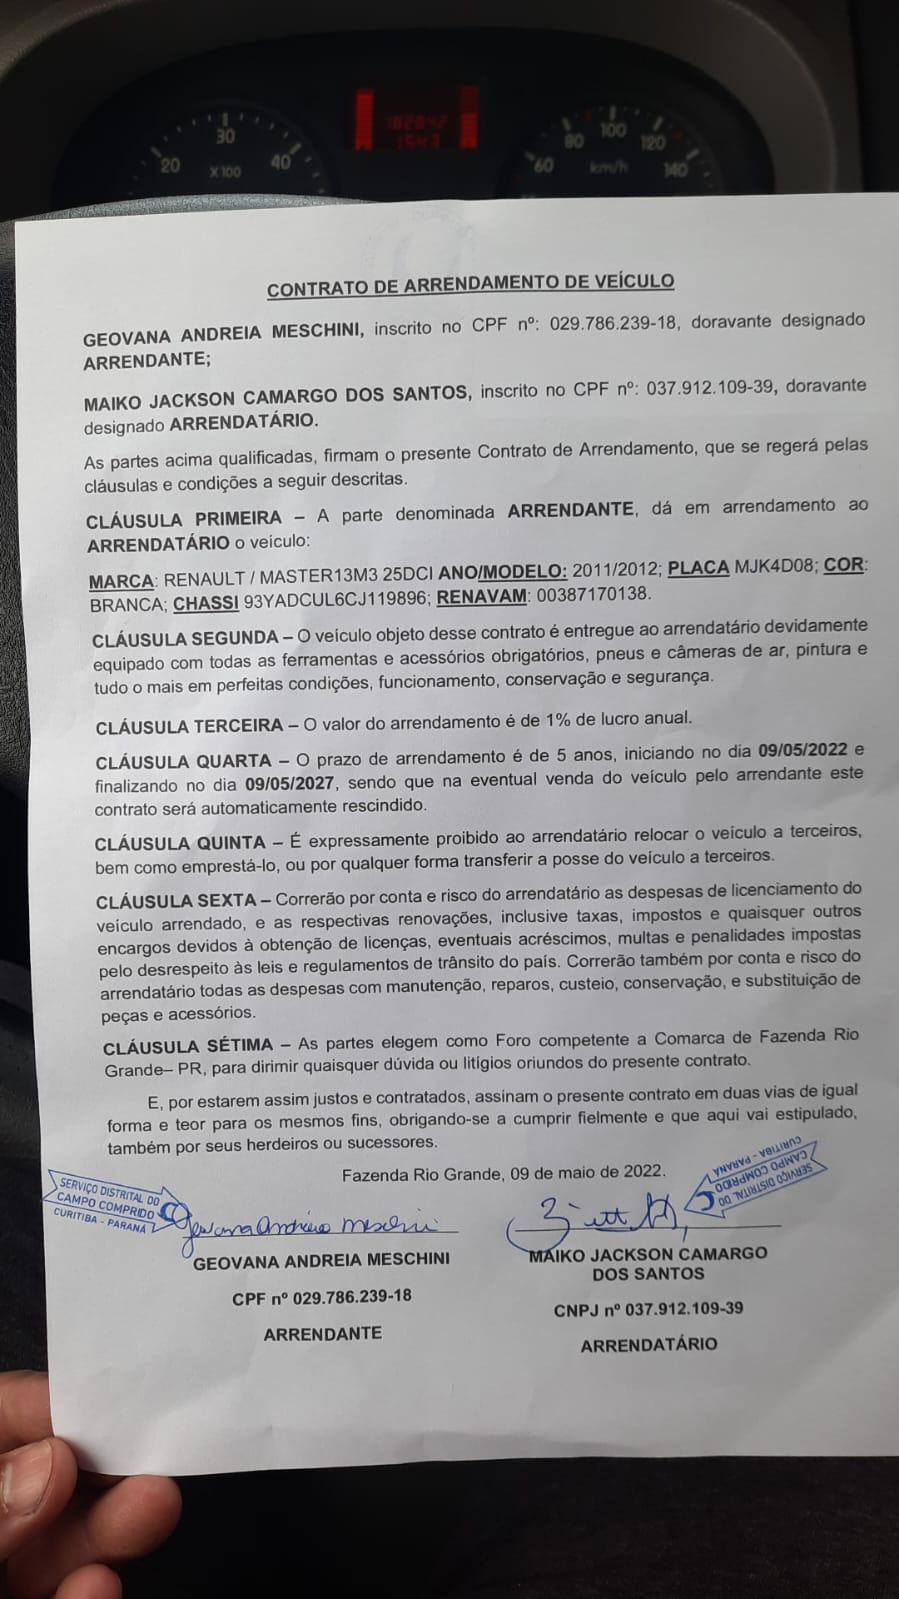 182842
1543
20 30 40
X100
60 80 100 120 140
km/h
CONTRATO DE ARRENDAMENTO DE VEÍCULO
GEOVANA ANDREIA MESCHINI, inscrito no CPF nº: 029.786.239-18, doravante designado
ARRENDANTE;
MAIKO JACKSON CAMARGO DOS SANTOS, inscrito no CPF nº: 037.912.109-39, doravante
designado ARRENDATÁRIO.
As partes acima qualificadas, firmam o presente Contrato de Arrendamento, que se regerá pelas
cláusulas e condições a seguir descritas.
CLÁUSULA PRIMEIRA – A parte denominada ARRENDANTE, dá em arrendamento ao
ARRENDATÁRIO o veículo:
MARCA: RENAULT / MASTER13M3 25DCI ANO/MODELO: 2011/2012; PLACA MJK4D08; COR:
BRANCA; CHASSI 93YADCUL6CJ119896; RENAVAM: 00387170138.
CLÁUSULA SEGUNDA – O veículo objeto desse contrato é entregue ao arrendatário devidamente
equipado com todas as ferramentas e acessórios obrigatórios, pneus e câmeras de ar, pintura e
tudo o mais em perfeitas condições, funcionamento, conservação e segurança.
CLÁUSULA TERCEIRA – O valor do arrendamento é de 1% de lucro anual.
CLÁUSULA QUARTA – O prazo de arrendamento é de 5 anos, iniciando no dia 09/05/2022 e
finalizando no dia 09/05/2027, sendo que na eventual venda do veículo pelo arrendante este
contrato será automaticamente rescindido.
CLÁUSULA QUINTA – É expressamente proibido ao arrendatário relocar o veículo a terceiros,
bem como emprestá-lo, ou por qualquer forma transferir a posse do veículo a terceiros.
CLÁUSULA SEXTA – Correrão por conta e risco do arrendatário as despesas de licenciamento do
veículo arrendado, e as respectivas renovações, inclusive taxas, impostos e quaisquer outros
encargos devidos à obtenção de licenças, eventuais acréscimos, multas e penalidades impostas
pelo desrespeito às leis e regulamentos de trânsito do país. Correrão também por conta e risco do
arrendatário todas as despesas com manutenção, reparos, custeio, conservação, e substituição de
peças e acessórios.
CLÁUSULA SÉTIMA – As partes elegem como Foro competente a Comarca de Fazenda Rio
Grande– PR, para dirimir quaisquer dúvida ou litígios oriundos do presente contrato.
E, por estarem assim justos e contratados, assinam o presente contrato em duas vias de igual
forma e teor para os mesmos fins, obrigando-se a cumprir fielmente e que aqui vai estipulado,
também por seus herdeiros ou sucessores.
Fazenda Rio Grande, 09 de maio de 2022.
SERVIÇO DISTRITAL DO
CAMPO COMPRIDO
CURITIBA - PARANÁ
SERVIÇO DISTRITAL DO
CAMPO COMPRIDO
CURITIBA - PARANÁ
Geovana Andréia Meschini
GEOVANA ANDREIA MESCHINI
CPF nº 029.786.239-18
ARRENDANTE
MAIKO JACKSON CAMARGO
DOS SANTOS
CNPJ nº 037.912.109-39
ARRENDATÁRIO